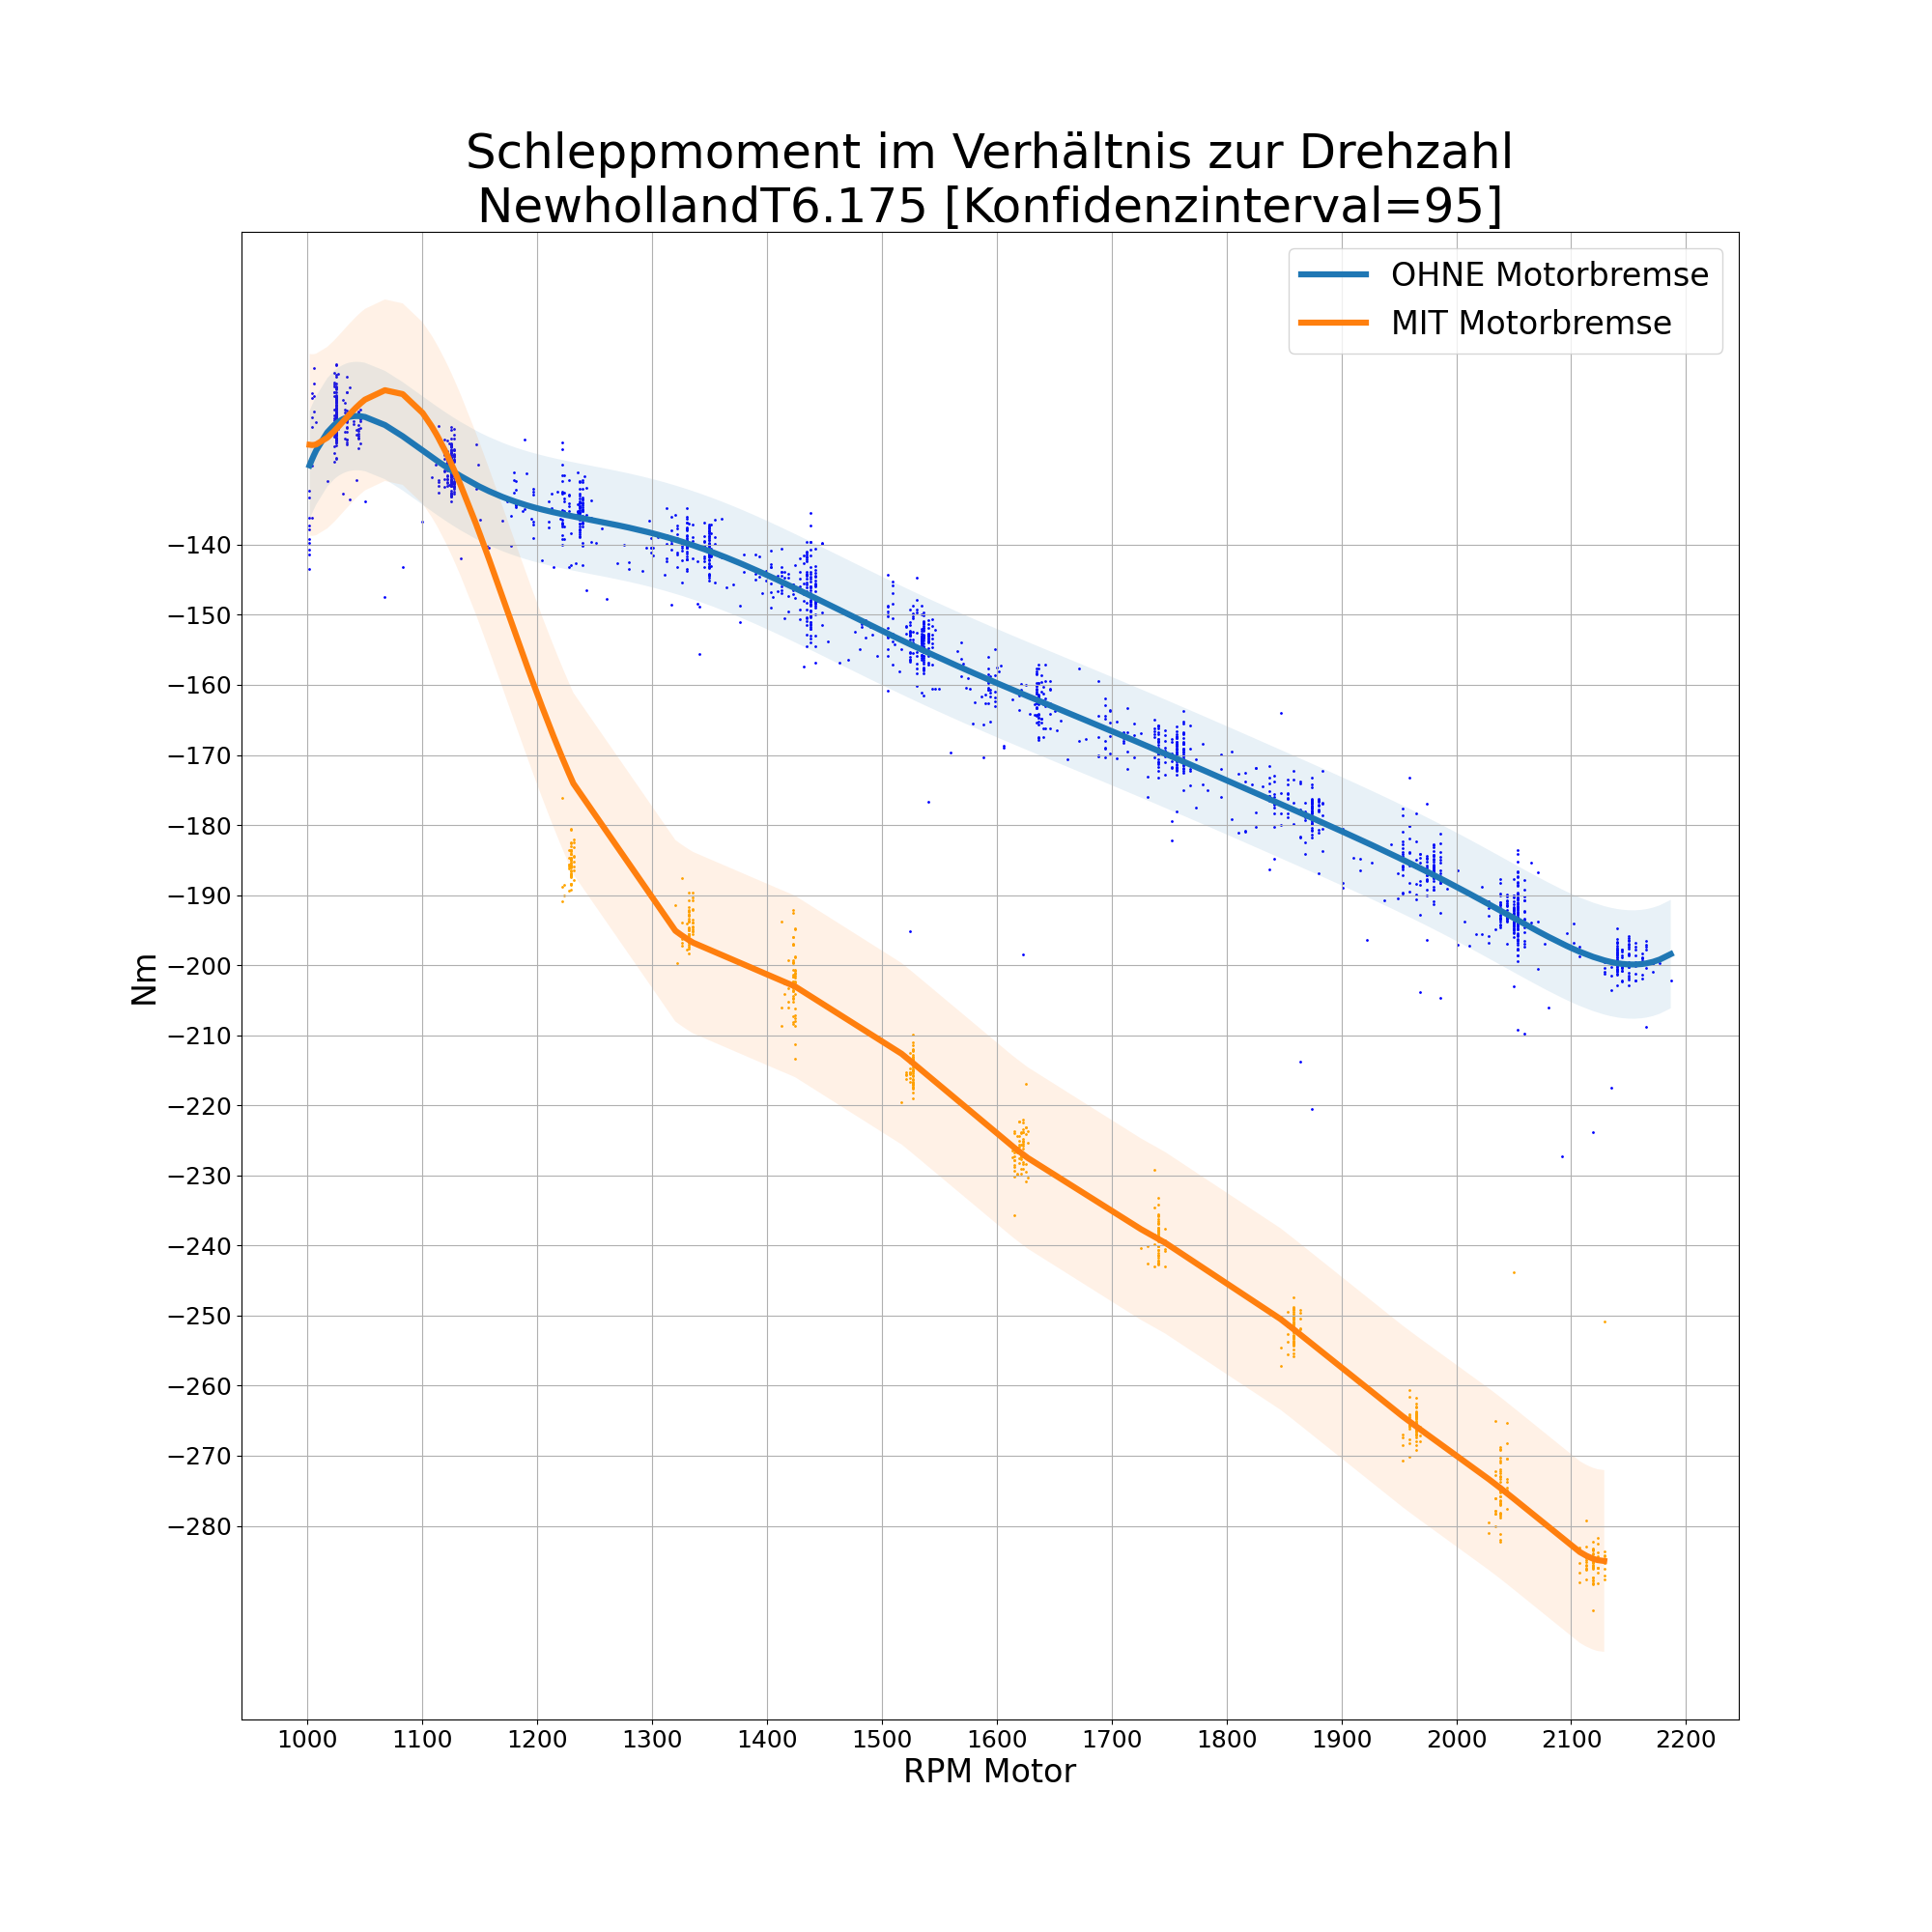 Schleppmoment im Verhältnis zur Drehzahl
NewhollandT6.175 [Konfidenzinterval=95]
OHNE Motorbremse
MIT Motorbremse
−140
−150
−160
−170
−180
−190
−200
−210
−220
−230
−240
−250
−260
−270
−280
Nm
1000 1100 1200 1300 1400 1500 1600 1700 1800 1900 2000 2100 2200
RPM Motor